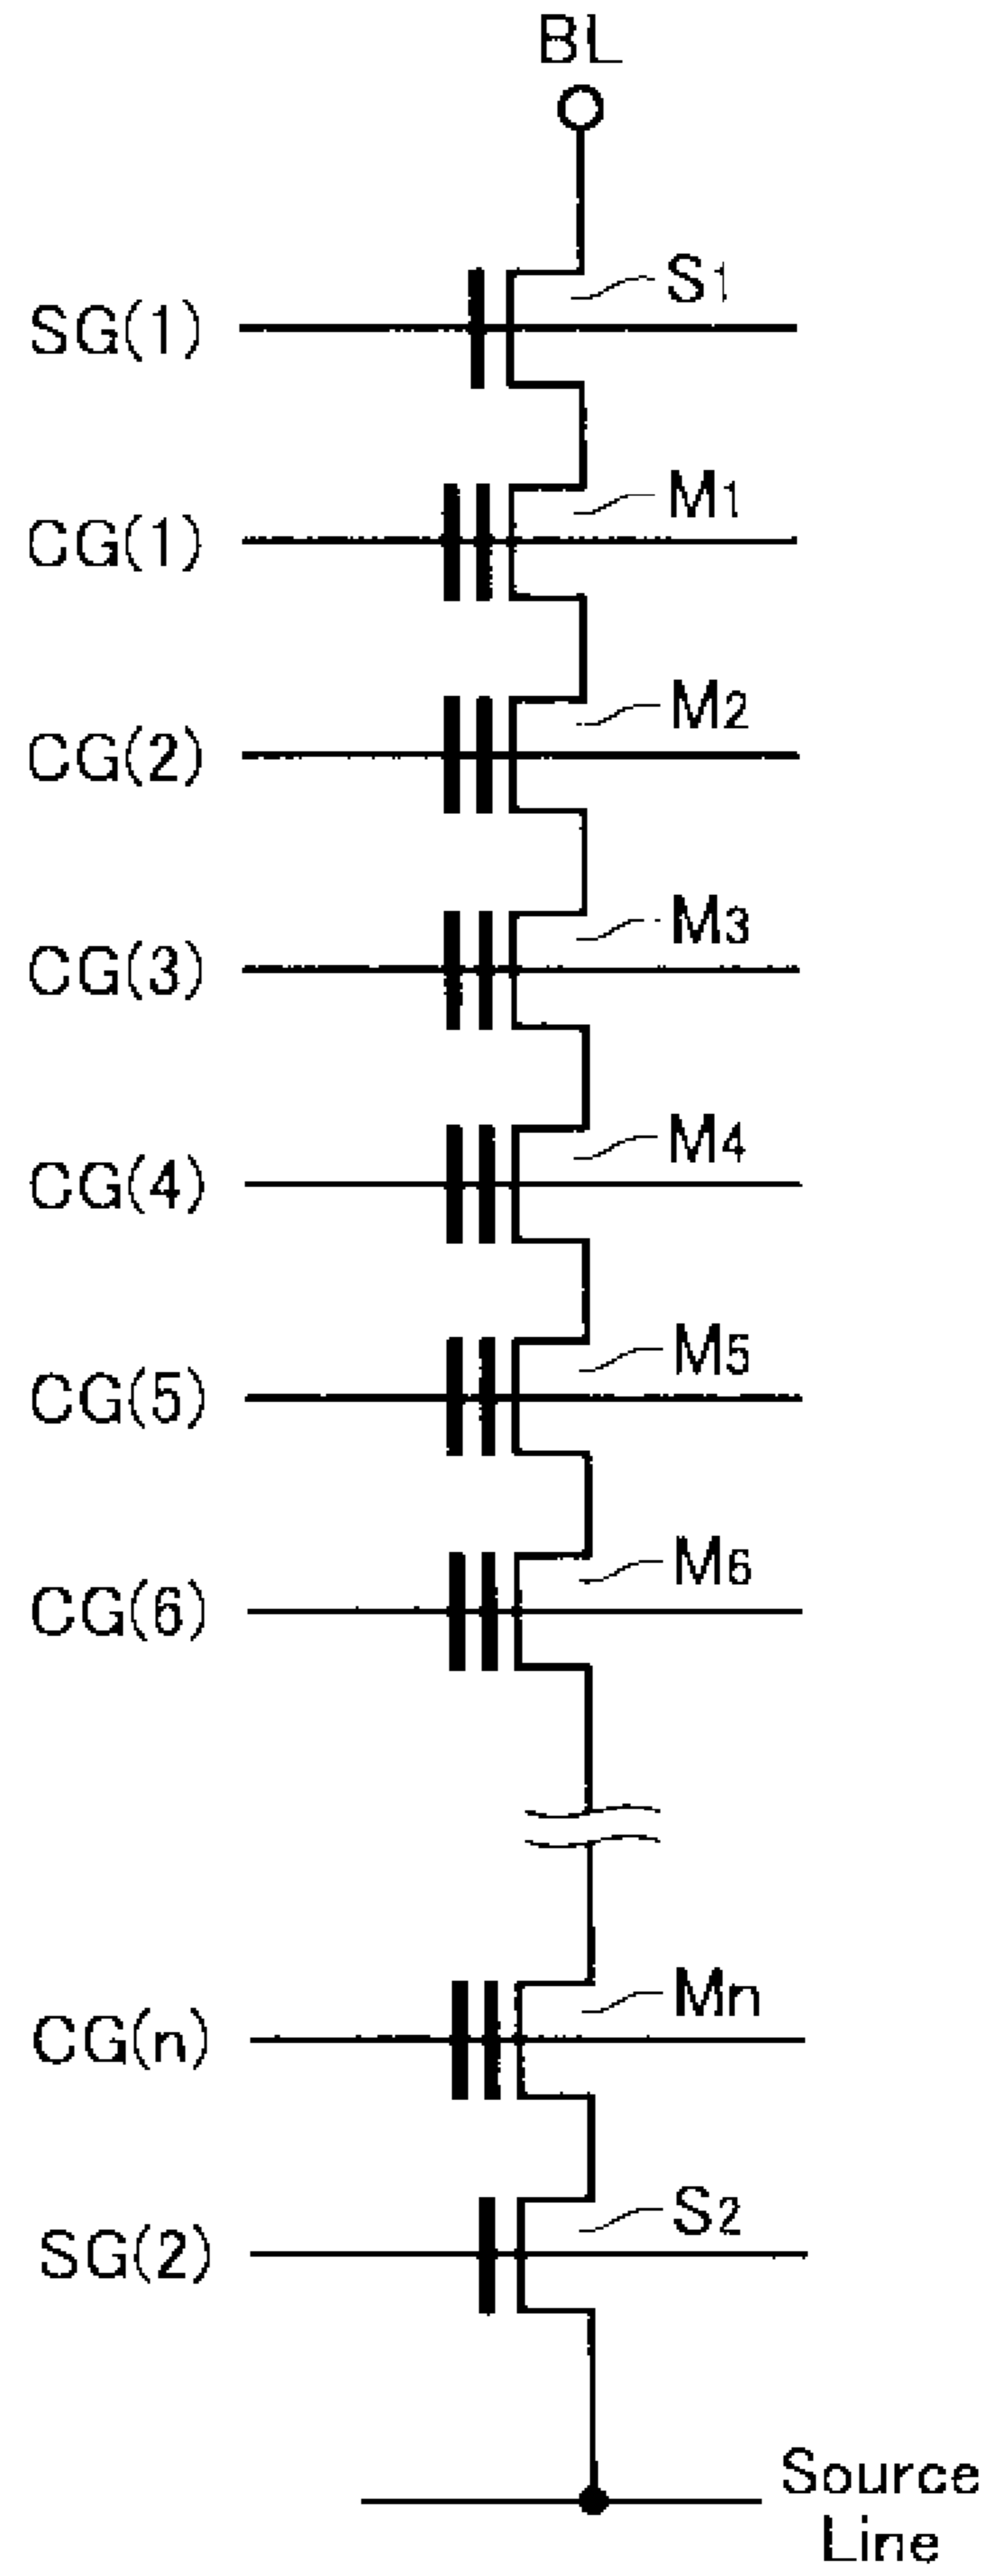 BL
S1
SG(1)
M1
CG(1)
M2
CG(2)
M3
CG(3)
M4
CG(4)
M5
CG(5)
M6
CG(6)
Mn
CG(n)
S2
SG(2)
Source
Line